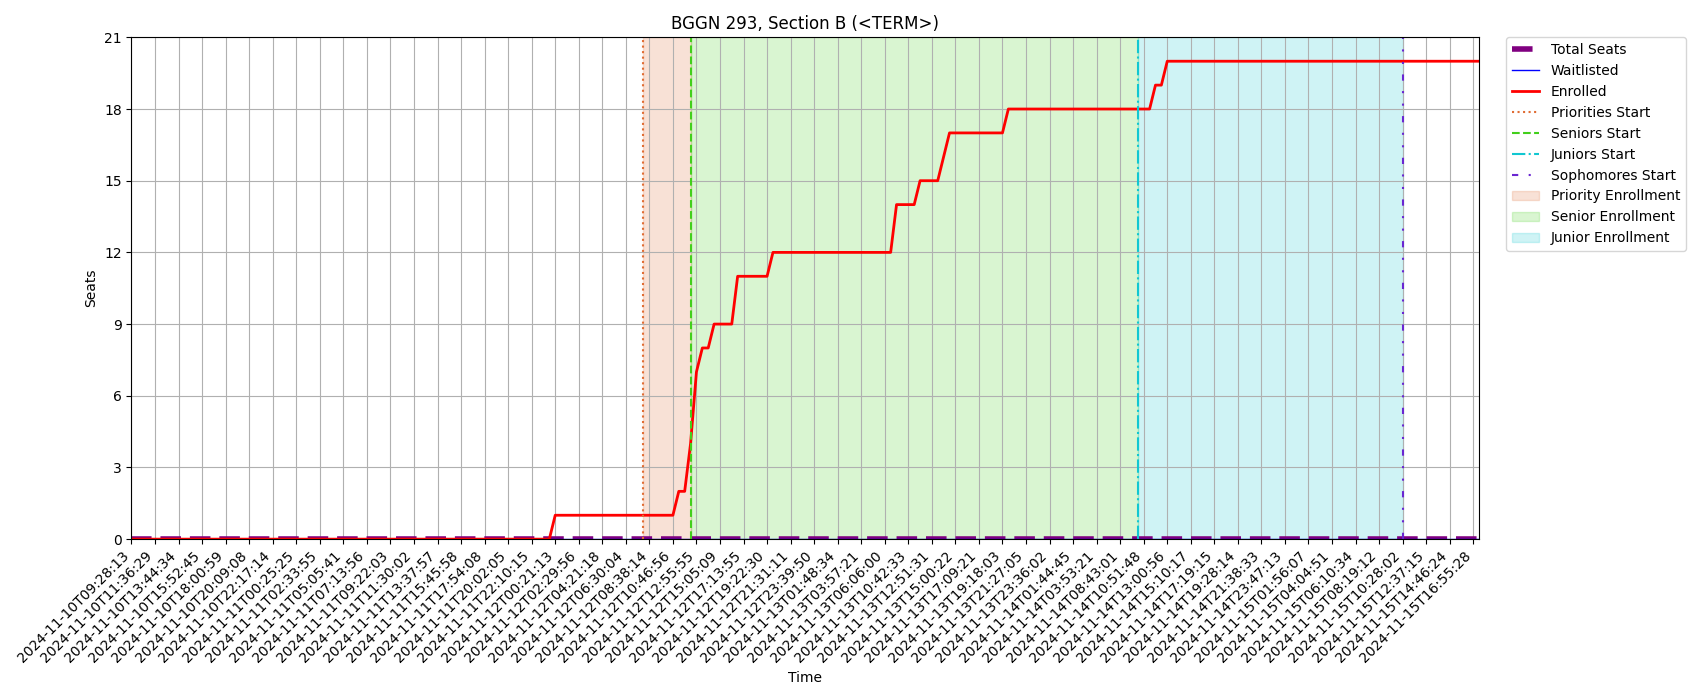 BGGN 293, Section B (<TERM>)
Total Seats
Waitlisted
Enrolled
Priorities Start
Seniors Start
Juniors Start
Sophomores Start
Priority Enrollment
Senior Enrollment
Junior Enrollment
Seats
21
18
15
12
9
6
3
0
2024-11-10T09:28:13
2024-11-10T11:36:29
2024-11-10T13:44:34
2024-11-10T15:52:45
2024-11-10T18:00:59
2024-11-10T20:09:08
2024-11-10T22:17:14
2024-11-11T00:25:25
2024-11-11T02:33:55
2024-11-11T05:05:41
2024-11-11T07:13:56
2024-11-11T09:22:03
2024-11-11T11:30:02
2024-11-11T13:37:57
2024-11-11T15:45:58
2024-11-11T17:54:08
2024-11-11T20:02:05
2024-11-11T22:10:15
2024-11-12T00:21:13
2024-11-12T02:29:56
2024-11-12T04:21:18
2024-11-12T06:30:04
2024-11-12T08:38:14
2024-11-12T10:46:56
2024-11-12T12:55:55
2024-11-12T15:05:09
2024-11-12T17:13:55
2024-11-12T19:22:30
2024-11-12T21:31:11
2024-11-12T23:39:50
2024-11-13T01:48:34
2024-11-13T03:57:21
2024-11-13T06:06:00
2024-11-13T10:42:33
2024-11-13T12:51:31
2024-11-13T15:00:22
2024-11-13T17:09:21
2024-11-13T19:18:03
2024-11-13T21:27:05
2024-11-13T23:36:02
2024-11-14T01:44:45
2024-11-14T03:53:21
2024-11-14T08:43:01
2024-11-14T10:51:48
2024-11-14T13:00:56
2024-11-14T15:10:17
2024-11-14T17:19:15
2024-11-14T19:28:14
2024-11-14T21:38:33
2024-11-14T23:47:13
2024-11-15T01:56:07
2024-11-15T04:04:51
2024-11-15T06:10:34
2024-11-15T08:19:12
2024-11-15T10:28:02
2024-11-15T12:37:15
2024-11-15T14:46:24
2024-11-15T16:55:28
Time